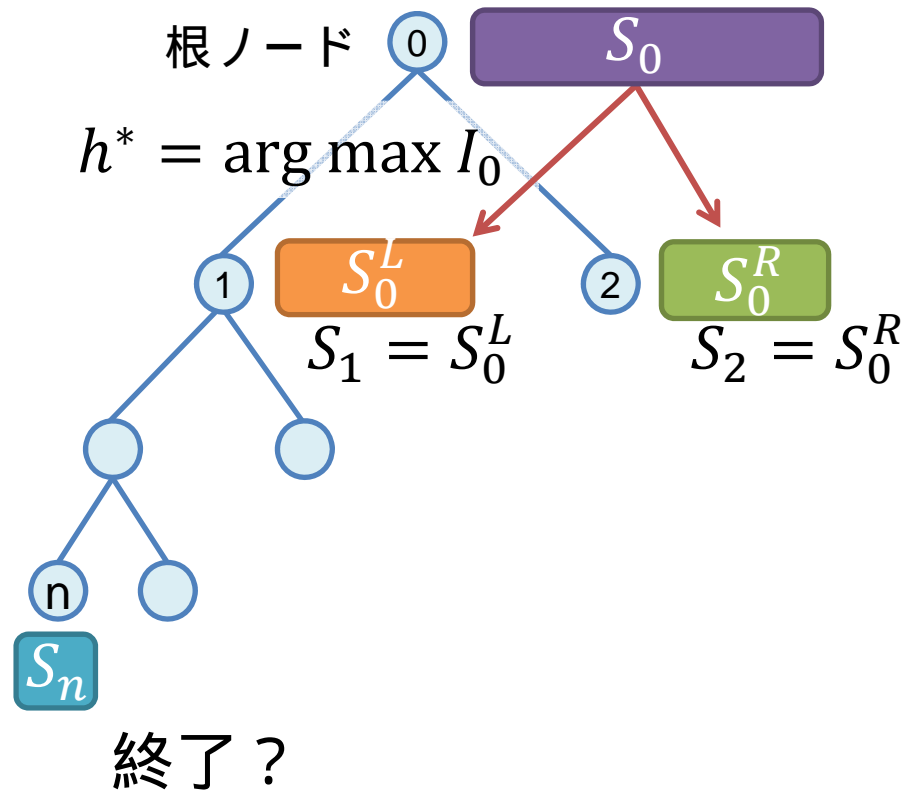 根ノード 0 S_0
h^* = arg max I_0
1 S_0^L 2 S_0^R
S_1 = S_0^L S_2 = S_0^R
n
S_n
終了？